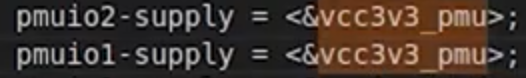 pmuio2-supply = <&vcc3v3_pmu>;
pmuio1-supply = <&vcc3v3_pmu>;